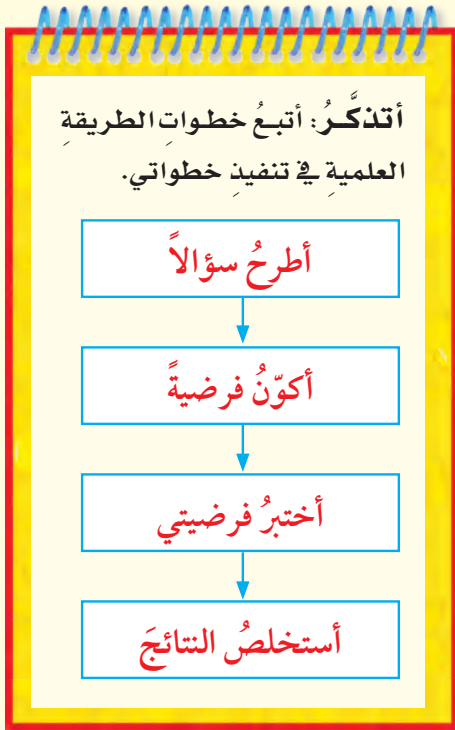 أتذكَّرُ: أتبعُ خطواتِ الطريقةِ
العلميةِ في تنفيذِ خطواتي.
أطرحُ سؤالاً
أكوّنُ فرضيةً
أختبرُ فرضيتي
أستخلصُ النتائجَ